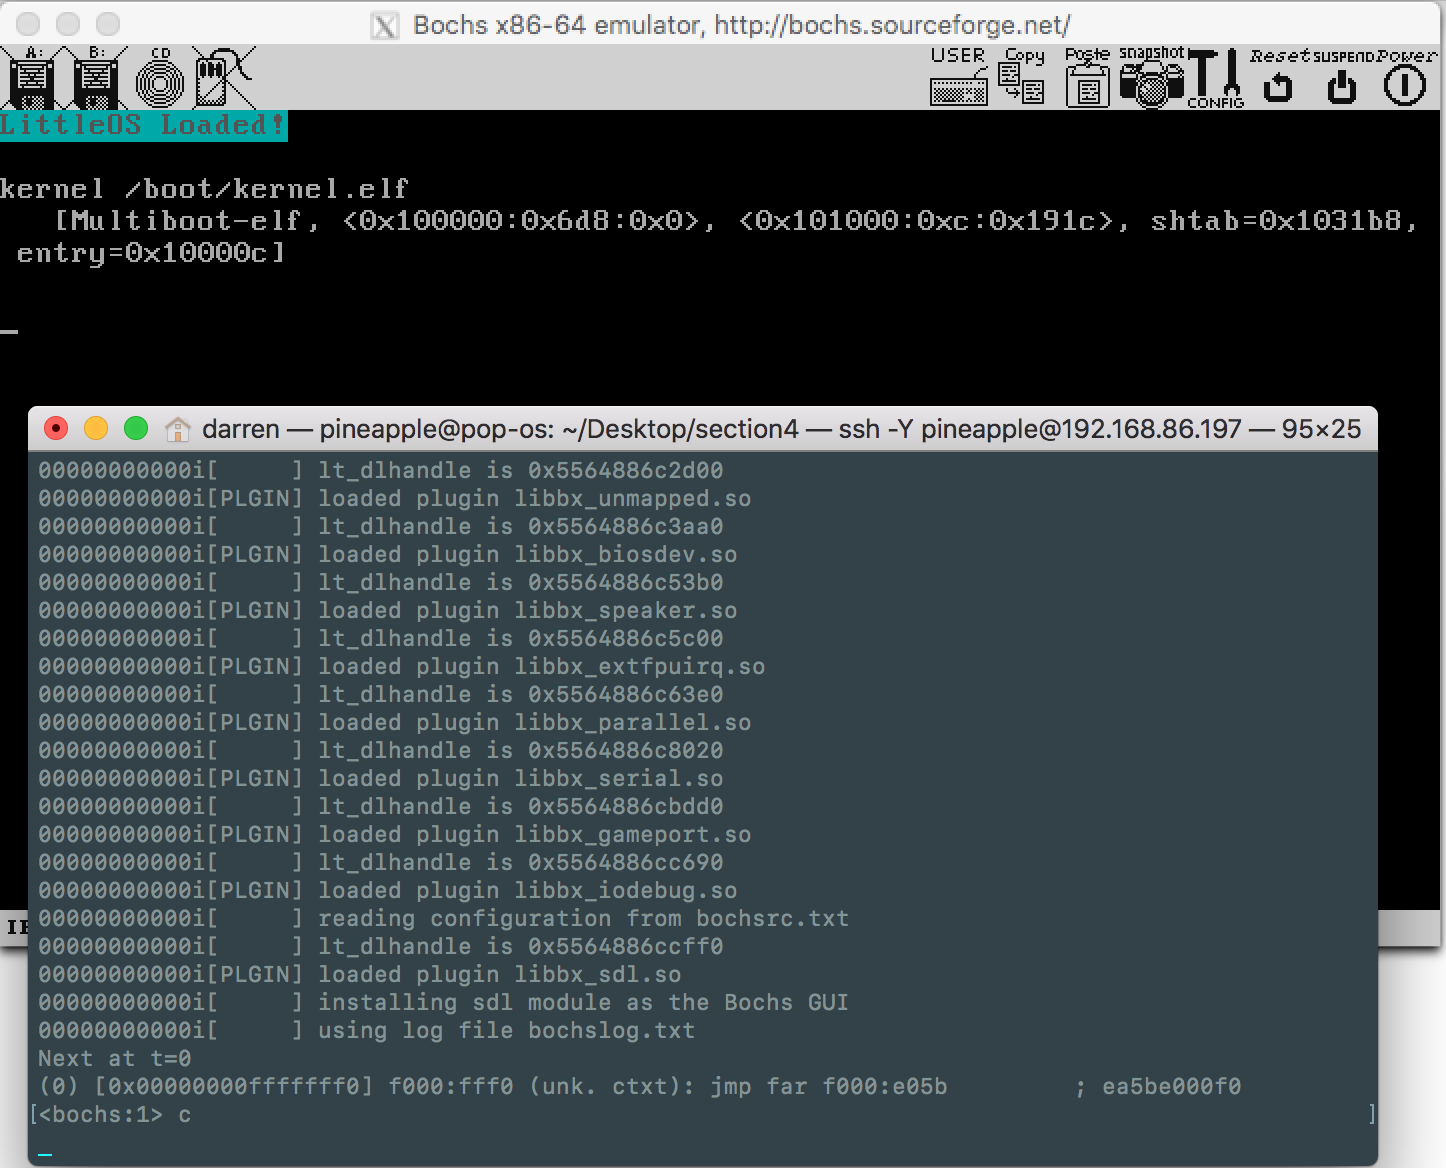 Bochs x86-64 emulator, http://bochs.sourceforge.net/
A: B: CD USER Copy Paste snapshot CONFIG Reset SUSPEND Power
LittleOS Loaded!
kernel /boot/kernel.elf
[Multiboot-elf, <0x100000:0x6d8:0x0>, <0x101000:0xc:0x191c>, shtab=0x1031b8,
entry=0x10000c]
darren — pineapple@pop-os: ~/Desktop/section4 — ssh -Y pineapple@192.168.86.197 — 95×25
00000000000i[      ] lt_dlhandle is 0x5564886c2d00
00000000000i[PLGIN] loaded plugin libbx_unmapped.so
00000000000i[      ] lt_dlhandle is 0x5564886c3aa0
00000000000i[PLGIN] loaded plugin libbx_biosdev.so
00000000000i[      ] lt_dlhandle is 0x5564886c53b0
00000000000i[PLGIN] loaded plugin libbx_speaker.so
00000000000i[      ] lt_dlhandle is 0x5564886c5c00
00000000000i[PLGIN] loaded plugin libbx_extfpuirq.so
00000000000i[      ] lt_dlhandle is 0x5564886c63e0
00000000000i[PLGIN] loaded plugin libbx_parallel.so
00000000000i[      ] lt_dlhandle is 0x5564886c8020
00000000000i[PLGIN] loaded plugin libbx_serial.so
00000000000i[      ] lt_dlhandle is 0x5564886cbdd0
00000000000i[PLGIN] loaded plugin libbx_gameport.so
00000000000i[      ] lt_dlhandle is 0x5564886cc690
00000000000i[PLGIN] loaded plugin libbx_iodebug.so
00000000000i[      ] reading configuration from bochsrc.txt
00000000000i[      ] lt_dlhandle is 0x5564886ccff0
00000000000i[PLGIN] loaded plugin libbx_sdl.so
00000000000i[      ] installing sdl module as the Bochs GUI
00000000000i[      ] using log file bochslog.txt
Next at t=0
(0) [0x00000000fffffff0] f000:fff0 (unk. ctxt): jmp far f000:e05b          ; ea5be000f0
[<bochs:1> c ]